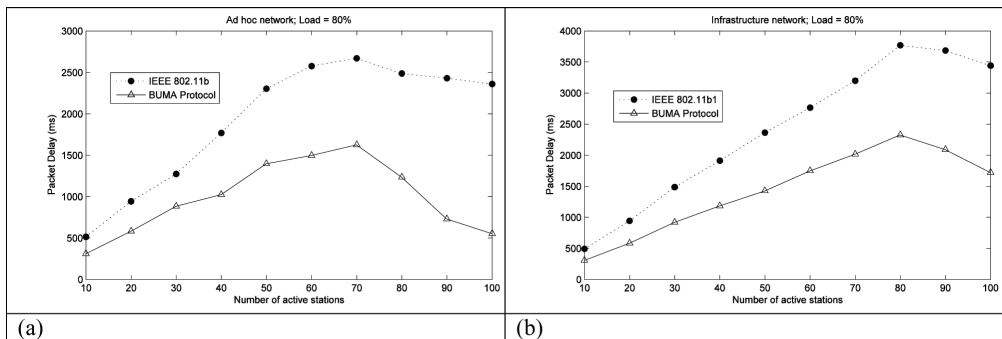 Ad hoc network; Load = 80%
3000
2500
2000
1500
1000
500
0
Packet Delay (ms)
IEEE 802.11b
BUMA Protocol
10 20 30 40 50 60 70 80 90 100
Number of active stations
(a)
Infrastructure network; Load = 80%
4000
3500
3000
2500
2000
1500
1000
500
0
Packet Delay (ms)
IEEE 802.11b1
BUMA Protocol
10 20 30 40 50 60 70 80 90 100
Number of active stations
(b)